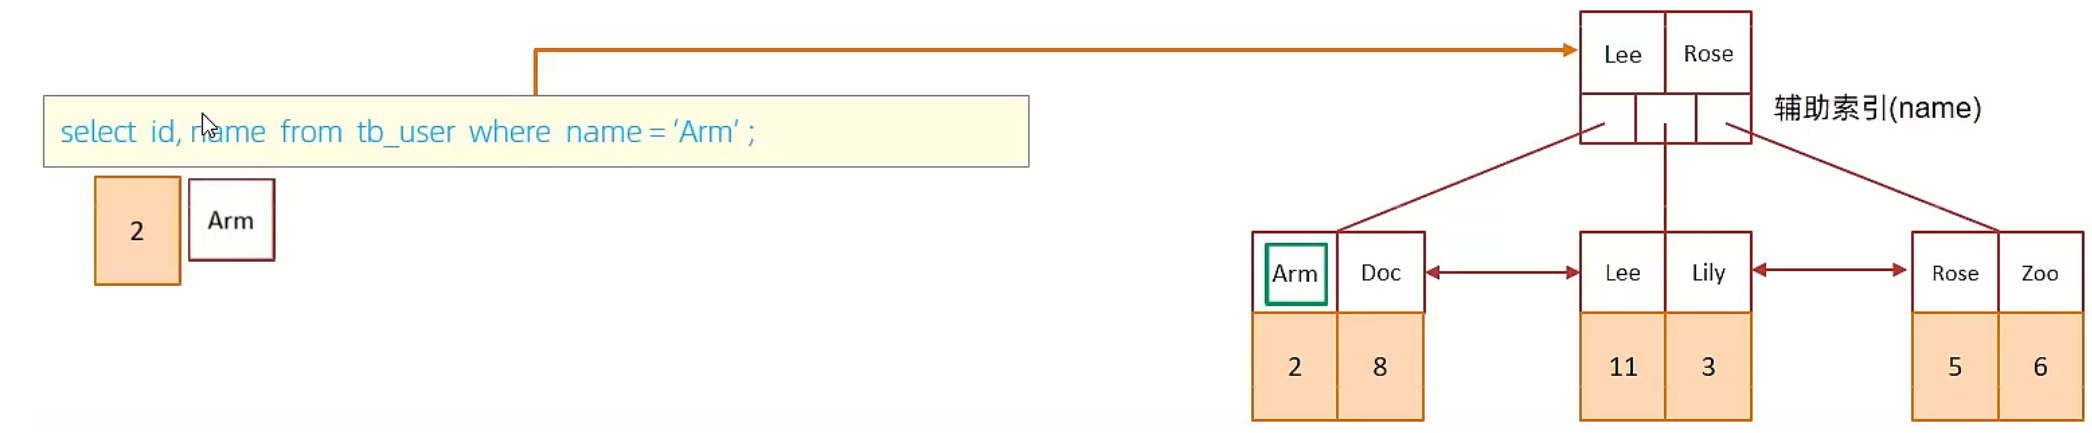 Lee Rose
辅助索引(name)
select id, name from tb_user where name = ‘Arm’ ;
2 Arm
Arm Doc Lee Lily Rose Zoo
2 8 11 3 5 6